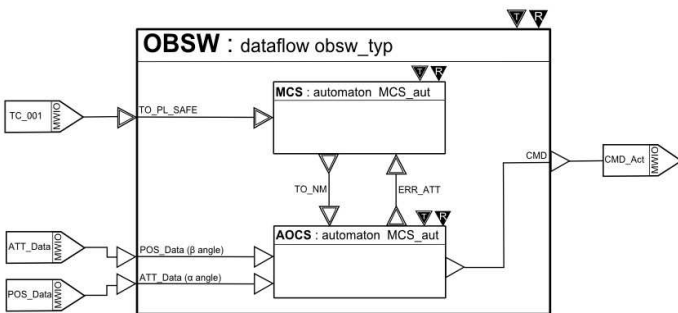 T R
OBSW : dataflow obsw_typ
T R
MCS : automaton MCS_aut
TC_001
MWIO
TO_PL_SAFE
CMD
CMD_Act
MWIO
TO_NM
ERR_ATT
T R
AOCS : automaton MCS_aut
ATT_Data
MWIO
POS_Data (β angle)
ATT_Data (α angle)
POS_Data
MWIO